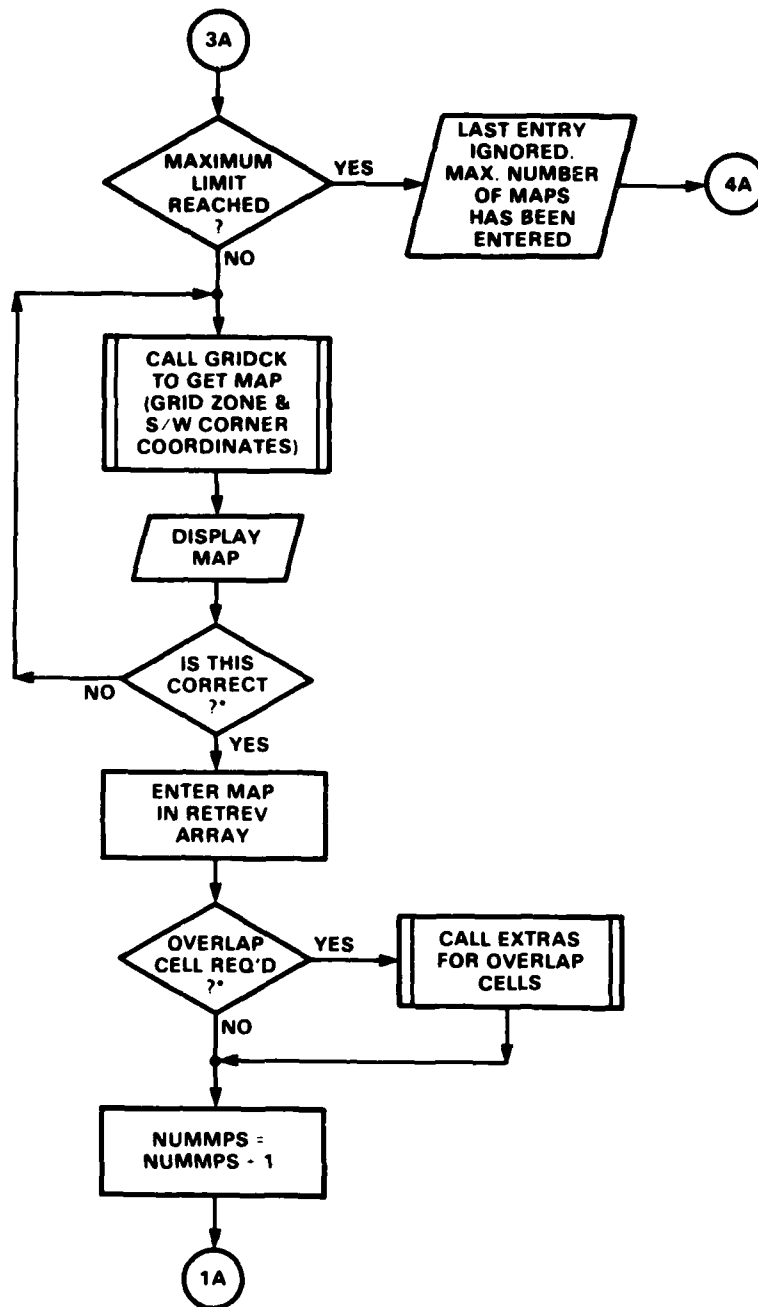 3A
MAXIMUM
LIMIT
REACHED
?
YES
LAST ENTRY
IGNORED.
MAX. NUMBER
OF MAPS
HAS BEEN
ENTERED
4A
NO
CALL GRIDCK
TO GET MAP
(GRID ZONE &
S/W CORNER
COORDINATES)
DISPLAY
MAP
IS THIS
CORRECT
?*
NO
YES
ENTER MAP
IN RETREV
ARRAY
OVERLAP
CELL REQ'D
?*
YES
CALL EXTRAS
FOR OVERLAP
CELLS
NO
NUMMPS =
NUMMPS - 1
1A